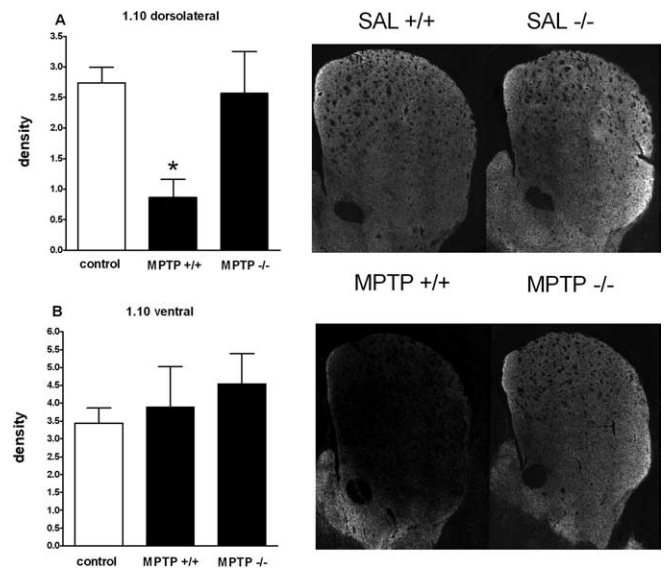 A
1.10 dorsolateral
density
3.5
3.0
2.5
2.0
1.5
1.0
0.5
0.0
*
control
MPTP +/+
MPTP -/-
B
1.10 ventral
density
6.0
5.5
5.0
4.5
4.0
3.5
3.0
2.5
2.0
1.5
1.0
0.5
0.0
control
MPTP +/+
MPTP -/-
SAL +/+
SAL -/-
MPTP +/+
MPTP -/-